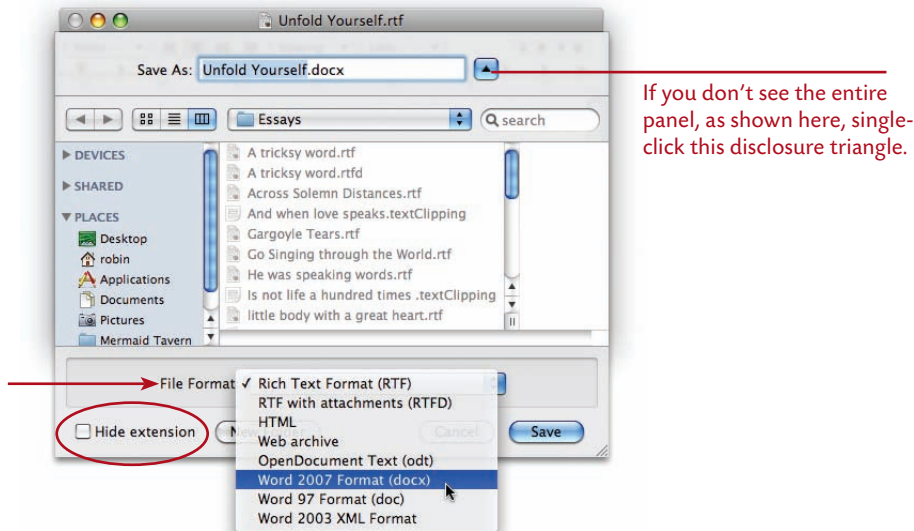 Unfold Yourself.rtf
Save As: Unfold Yourself.docx
If you don’t see the entire
panel, as shown here, single-
click this disclosure triangle.
Essays
search
DEVICES
SHARED
PLACES
Desktop
robin
Applications
Documents
Pictures
Mermaid Tavern
A tricksy word.rtf
A tricksy word.rtfd
Across Solemn Distances.rtf
And when love speaks.textClipping
Gargoyle Tears.rtf
Go Singing through the World.rtf
He was speaking words.rtf
Is not life a hundred times .textClipping
little body with a great heart.rtf
File Format
✓ Rich Text Format (RTF)
RTF with attachments (RTFD)
HTML
Web archive
OpenDocument Text (odt)
Word 2007 Format (docx)
Word 97 Format (doc)
Word 2003 XML Format
Hide extension
Cancel
Save